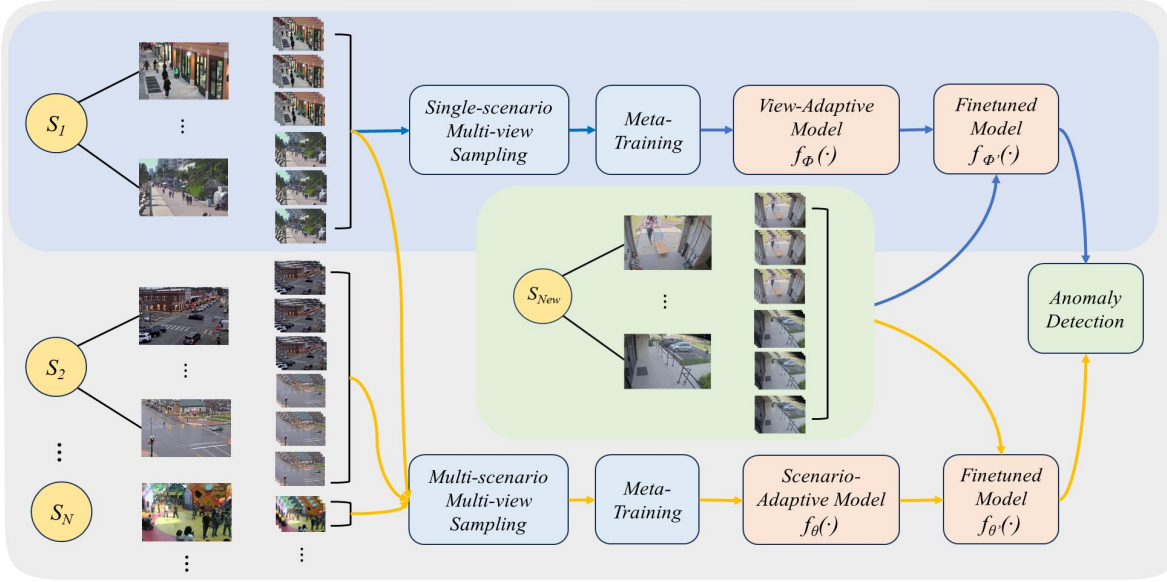 S1
Single-scenario
Multi-view
Sampling
Meta-
Training
View-Adaptive
Model
fΦ(·)
Finetuned
Model
fΦ'(·)
SNew
Anomaly
Detection
S2
SN
Multi-scenario
Multi-view
Sampling
Meta-
Training
Scenario-
Adaptive Model
fθ(·)
Finetuned
Model
fθ'(·)